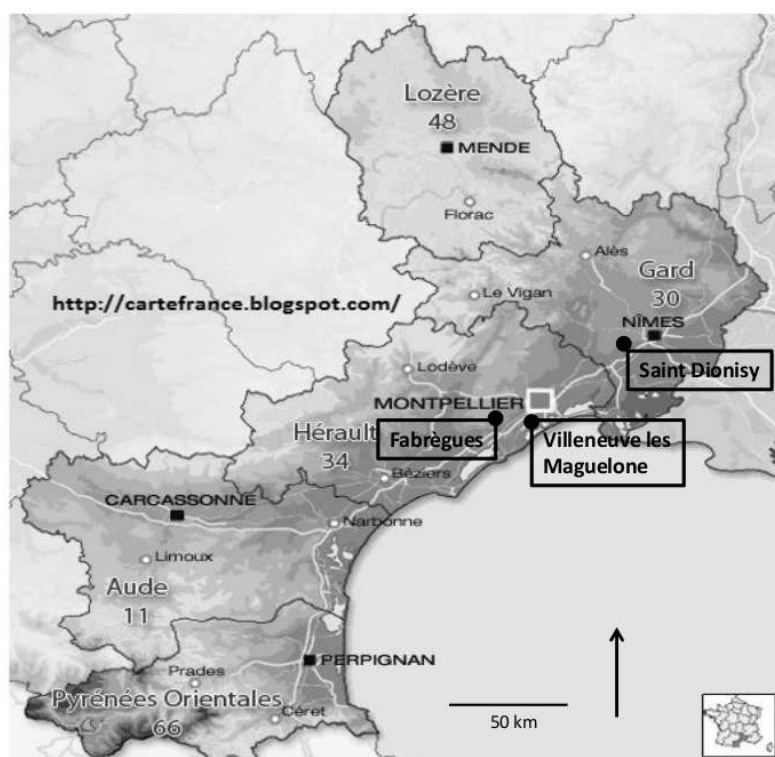 Lozère
48
MENDE
Florac
Alès
Gard
30
http://cartefrance.blogspot.com/
Le Vigan
NÎMES
Saint Dionisy
Lodève
MONTPELLIER
Fabrègues
Villeneuve les
Maguelone
Hérault
34
Béziers
CARCASSONNE
Narbonne
Limoux
Aude
11
Prades
PERPIGNAN
Pyrénées Orientales
66
Céret
50 km